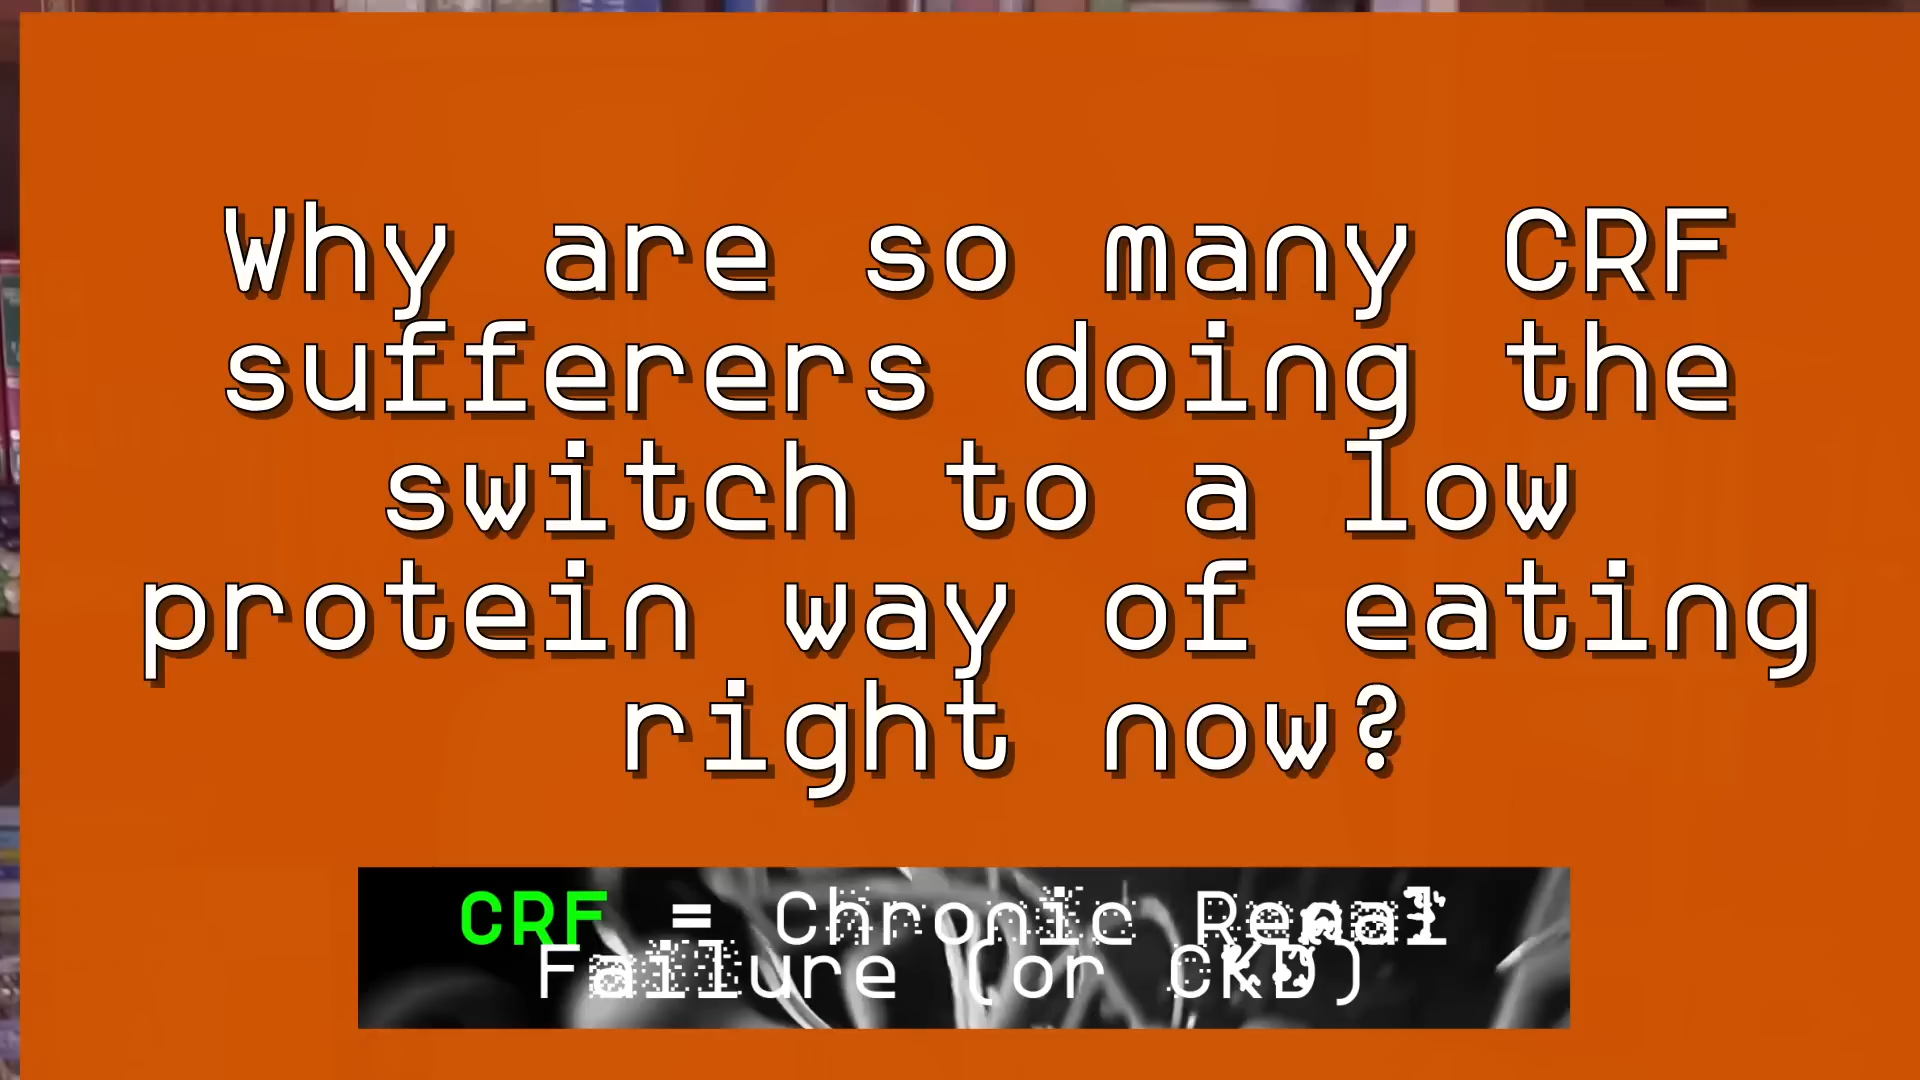 Why are so many CRF
sufferers doing the
switch to a low
protein way of eating
right now?
CRF = Chronic Renal
Failure (or CKD)